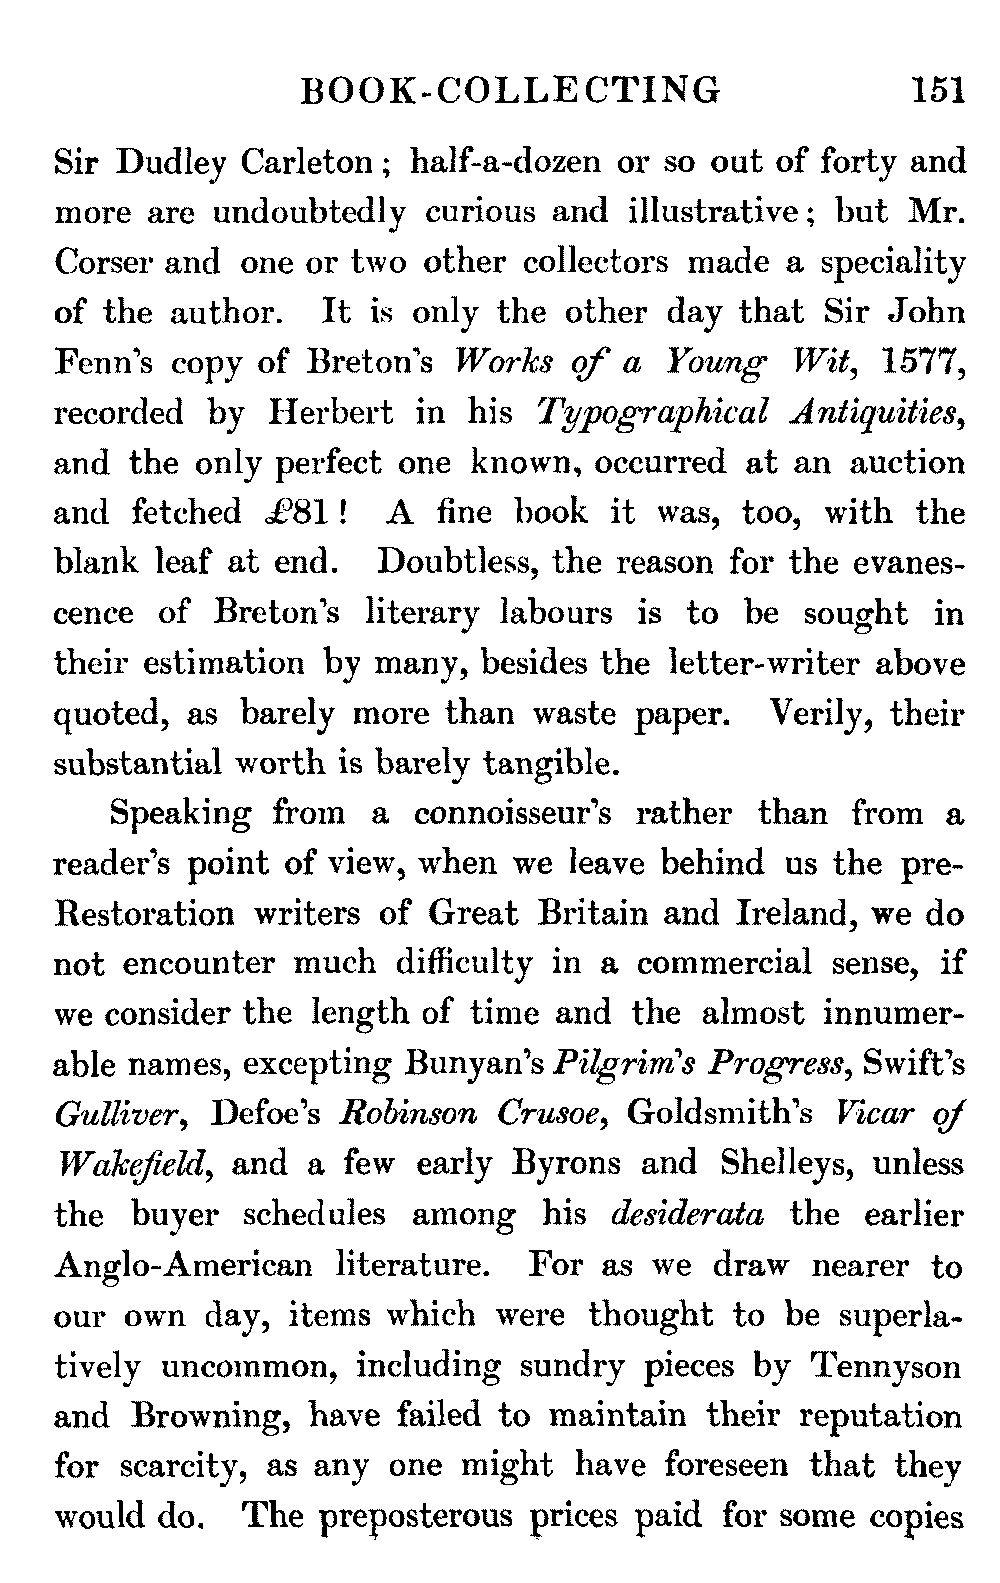 BOOK-COLLECTING 151
Sir Dudley Carleton; half-a-dozen or so out of forty and
more are undoubtedly curious and illustrative; but Mr.
Corser and one or two other collectors made a speciality
of the author. It is only the other day that Sir John
Fenn's copy of Breton's Works of a Young Wit, 1577,
recorded by Herbert in his Typographical Antiquities,
and the only perfect one known, occurred at an auction
and fetched £81! A fine book it was, too, with the
blank leaf at end. Doubtless, the reason for the evanes-
cence of Breton's literary labours is to be sought in
their estimation by many, besides the letter-writer above
quoted, as barely more than waste paper. Verily, their
substantial worth is barely tangible.
Speaking from a connoisseur's rather than from a
reader's point of view, when we leave behind us the pre-
Restoration writers of Great Britain and Ireland, we do
not encounter much difficulty in a commercial sense, if
we consider the length of time and the almost innumer-
able names, excepting Bunyan's Pilgrim's Progress, Swift's
Gulliver, Defoe's Robinson Crusoe, Goldsmith's Vicar of
Wakefield, and a few early Byrons and Shelleys, unless
the buyer schedules among his desiderata the earlier
Anglo-American literature. For as we draw nearer to
our own day, items which were thought to be superla-
tively uncommon, including sundry pieces by Tennyson
and Browning, have failed to maintain their reputation
for scarcity, as any one might have foreseen that they
would do. The preposterous prices paid for some copies